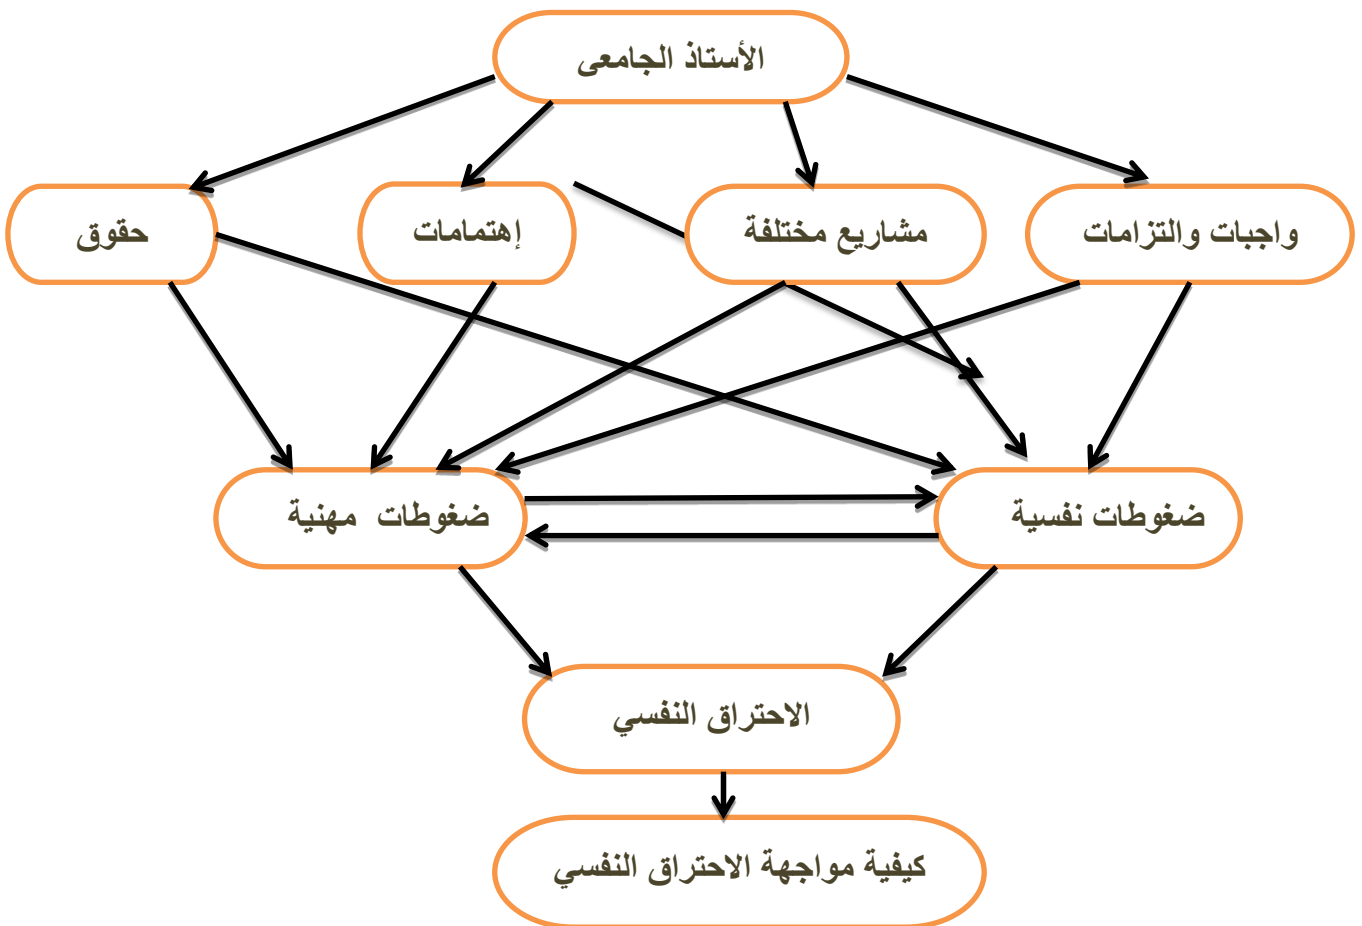 الأستاذ الجامعى
واجبات والتزامات
مشاريع مختلفة
إهتمامات
حقوق
ضغوطات نفسية
ضغوطات مهنية
الاحتراق النفسي
كيفية مواجهة الاحتراق النفسي